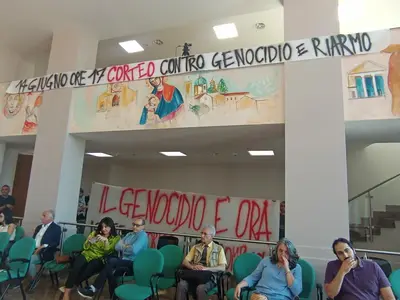 14 GIUGNO ORE 17 CORTEO CONTRO GENOCIDIO E RIARMO
IL GENOCIDIO E' ORA